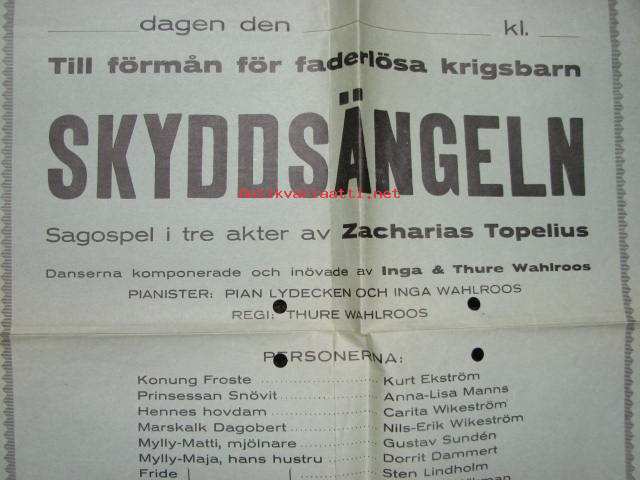 dagen den kl.
Till förmån för faderlösa krigsbarn
SKYDDSÄNGELN
Sagospel i tre akter av Zacharias Topelius
Danserna komponerade och inövade av Inga & Thure Wahlroos
PIANISTER: PIAN LYDECKEN OCH INGA WAHLROOS
REGI: THURE WAHLROOS
PERSONERNA:
Konung Froste Kurt Ekström
Prinsessan Snövit Anna-Lisa Manns
Hennes hovdam Carita Wikeström
Marskalk Dagobert Nils-Erik Wikeström
Mylly-Matti, mjölnare Gustav Sundén
Mylly-Maja, hans hustru Dorrit Dammert
Fride Sten Lindholm